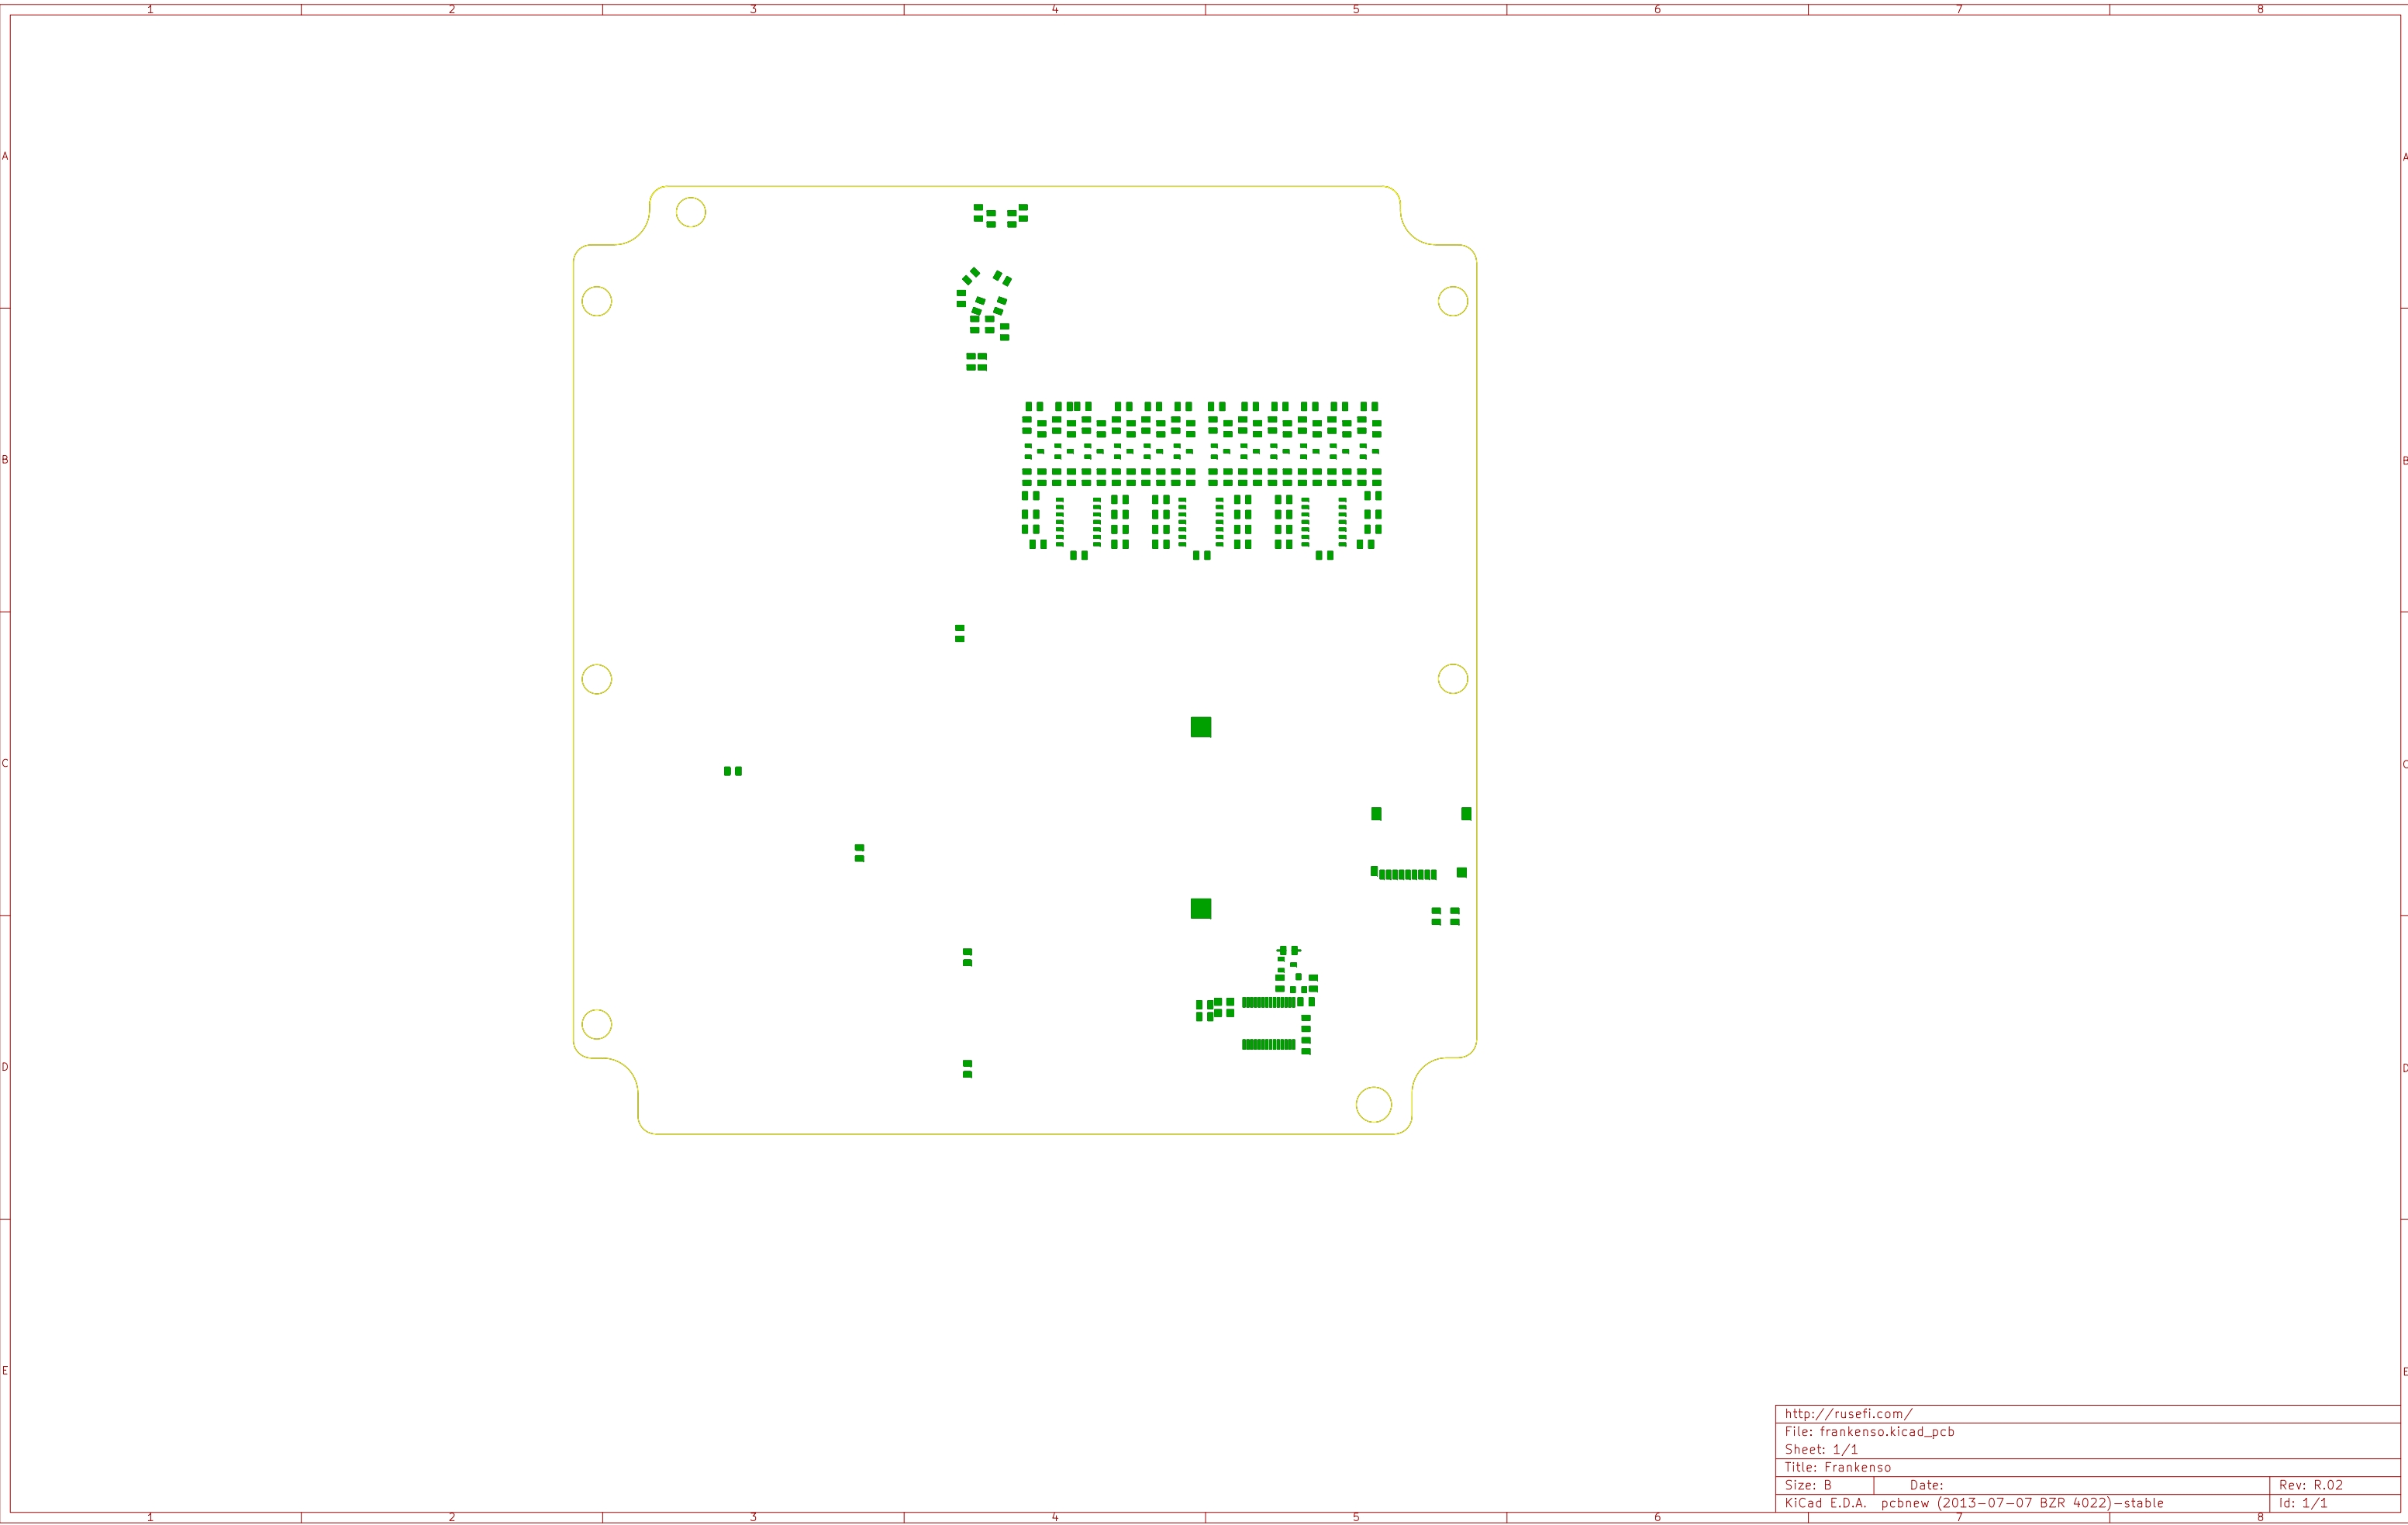 1 2 3 4 5 6 7 8
A A
B B
C C
D D
E E
http://rusefi.com/
File: frankenso.kicad_pcb
Sheet: 1/1
Title: Frankenso
Size: B Date: Rev: R.02
KiCad E.D.A. pcbnew (2013-07-07 BZR 4022)-stable Id: 1/1
1 2 3 4 5 6 7 8